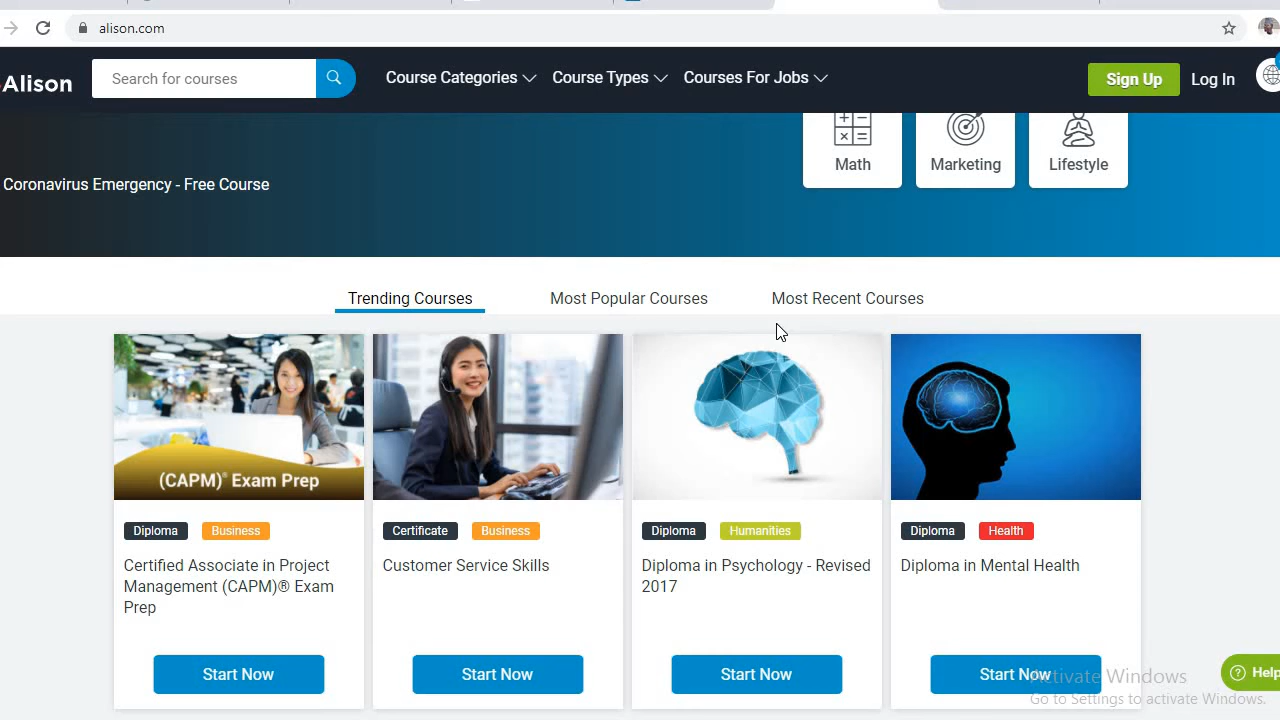 alison.com
Alison
Search for courses
Course Categories
Course Types
Courses For Jobs
Sign Up
Log In
Math
Marketing
Lifestyle
Coronavirus Emergency - Free Course
Trending Courses
Most Popular Courses
Most Recent Courses
(CAPM)® Exam Prep
Diploma
Business
Certified Associate in Project
Management (CAPM)® Exam
Prep
Start Now
Certificate
Business
Customer Service Skills
Start Now
Diploma
Humanities
Diploma in Psychology - Revised
2017
Start Now
Diploma
Health
Diploma in Mental Health
Start Now
Activate Windows
Go to Settings to activate Windows.
Help